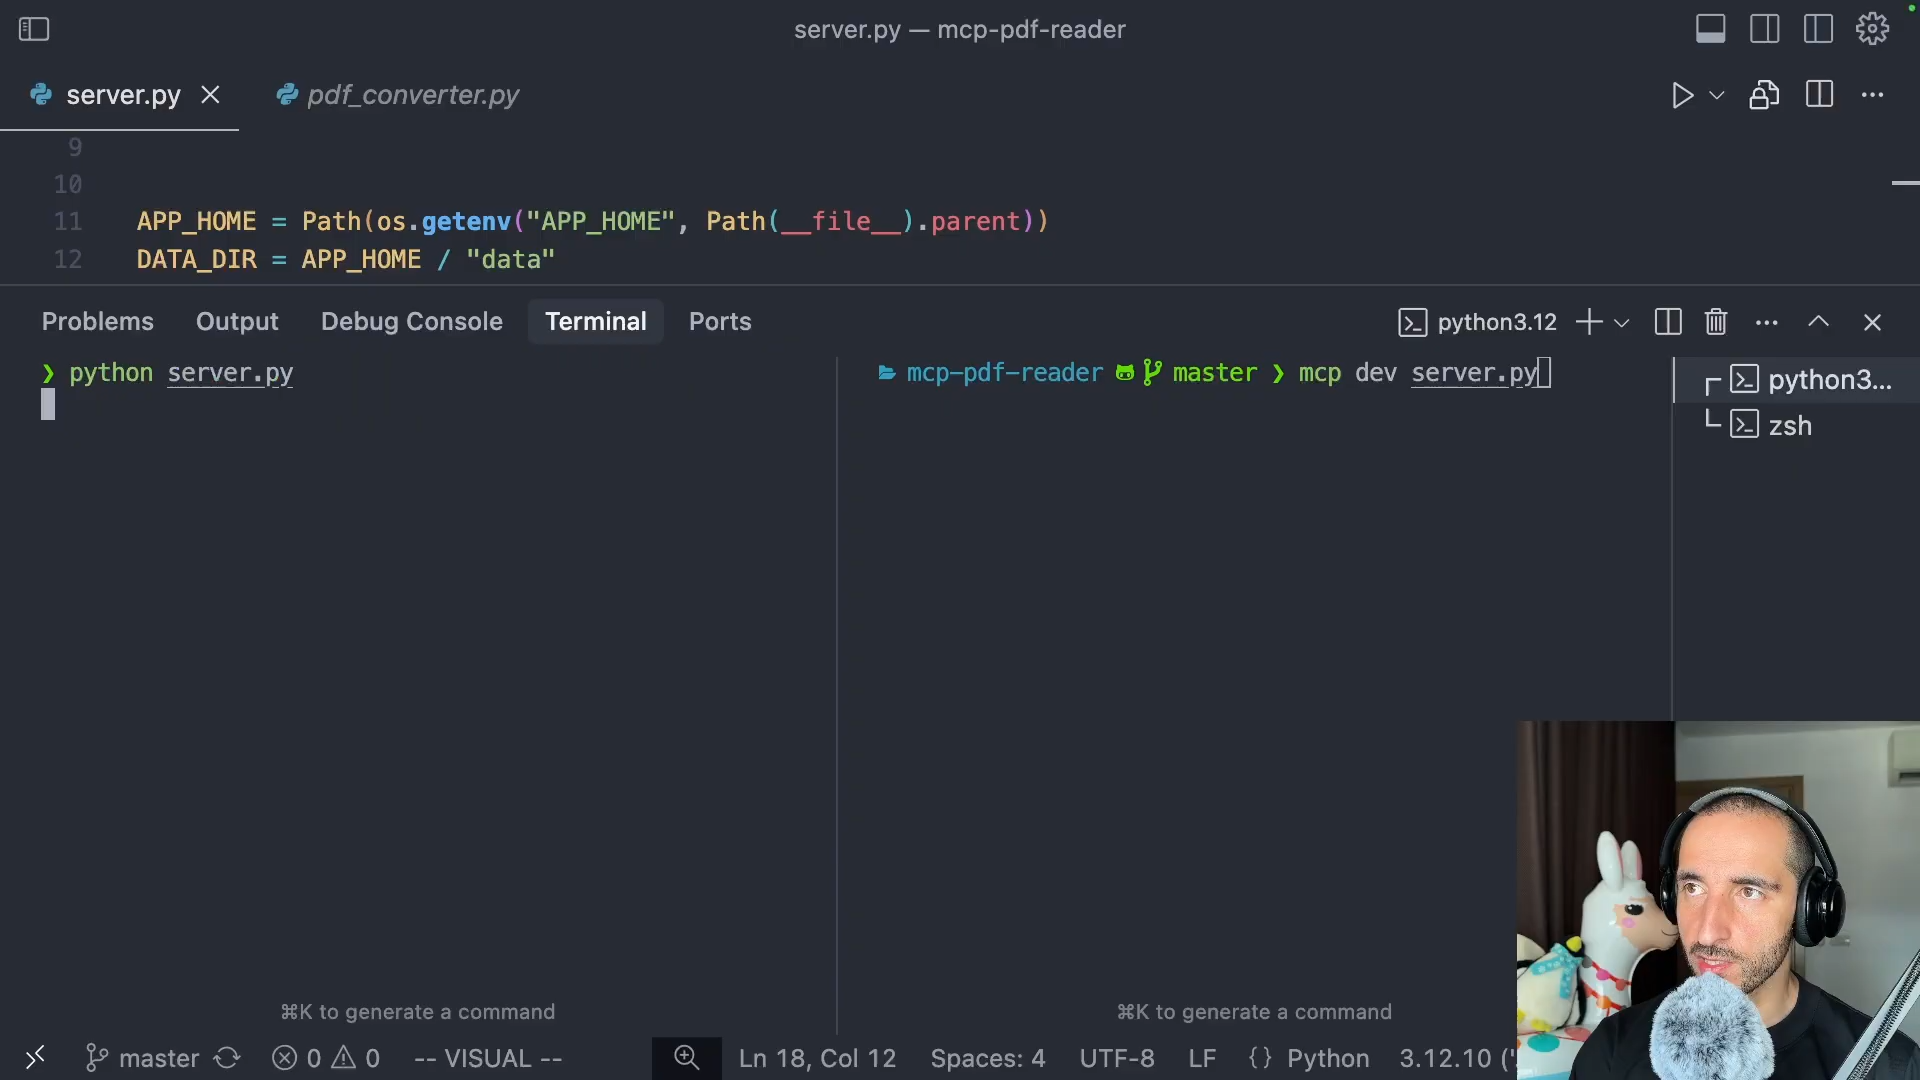 server.py — mcp-pdf-reader
server.py
pdf_converter.py
9
10
11 APP_HOME = Path(os.getenv("APP_HOME", Path(__file__).parent))
12 DATA_DIR = APP_HOME / "data"
Problems Output Debug Console Terminal Ports
python3.12
❯ python server.py
mcp-pdf-reader master ❯ mcp dev server.py
python3...
zsh
⌘K to generate a command
⌘K to generate a command
master 0 0 -- VISUAL -- Ln 18, Col 12 Spaces: 4 UTF-8 LF {} Python 3.12.10 ('